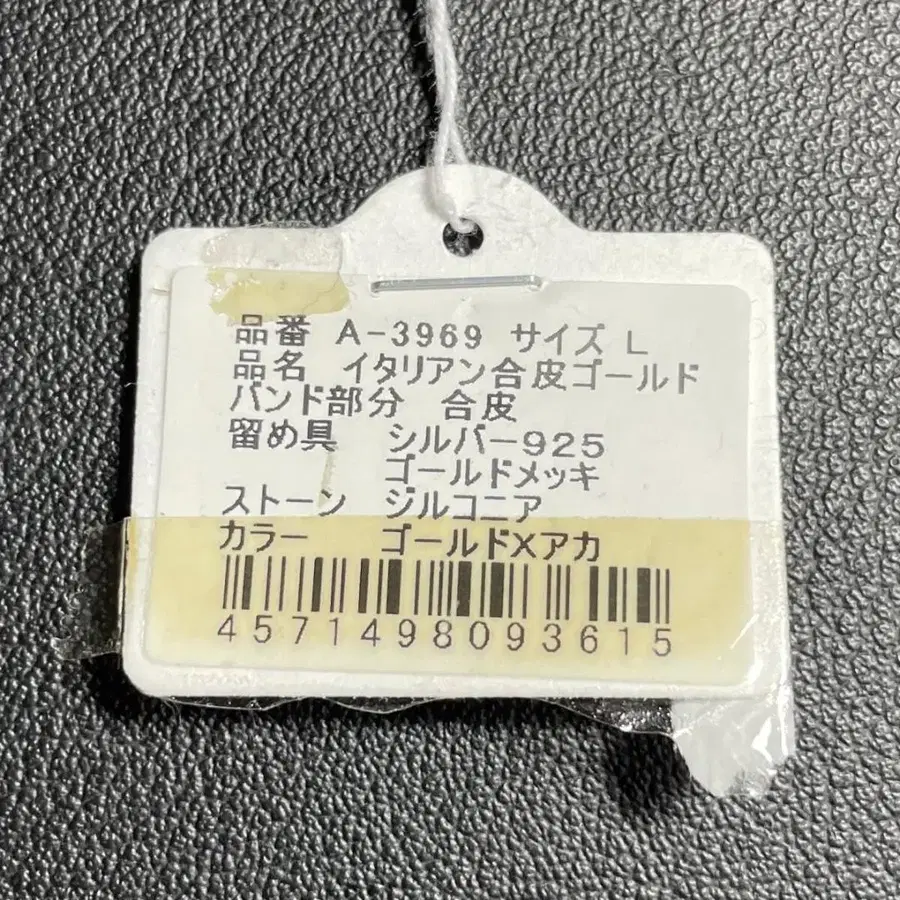 品番 A-3969 サイズ L
品名 イタリアン合皮ゴールド
バンド部分 合皮
留め具 シルバー925
ゴールドメッキ
ストーン ジルコニア
カラー ゴールドXアカ
4571498093615